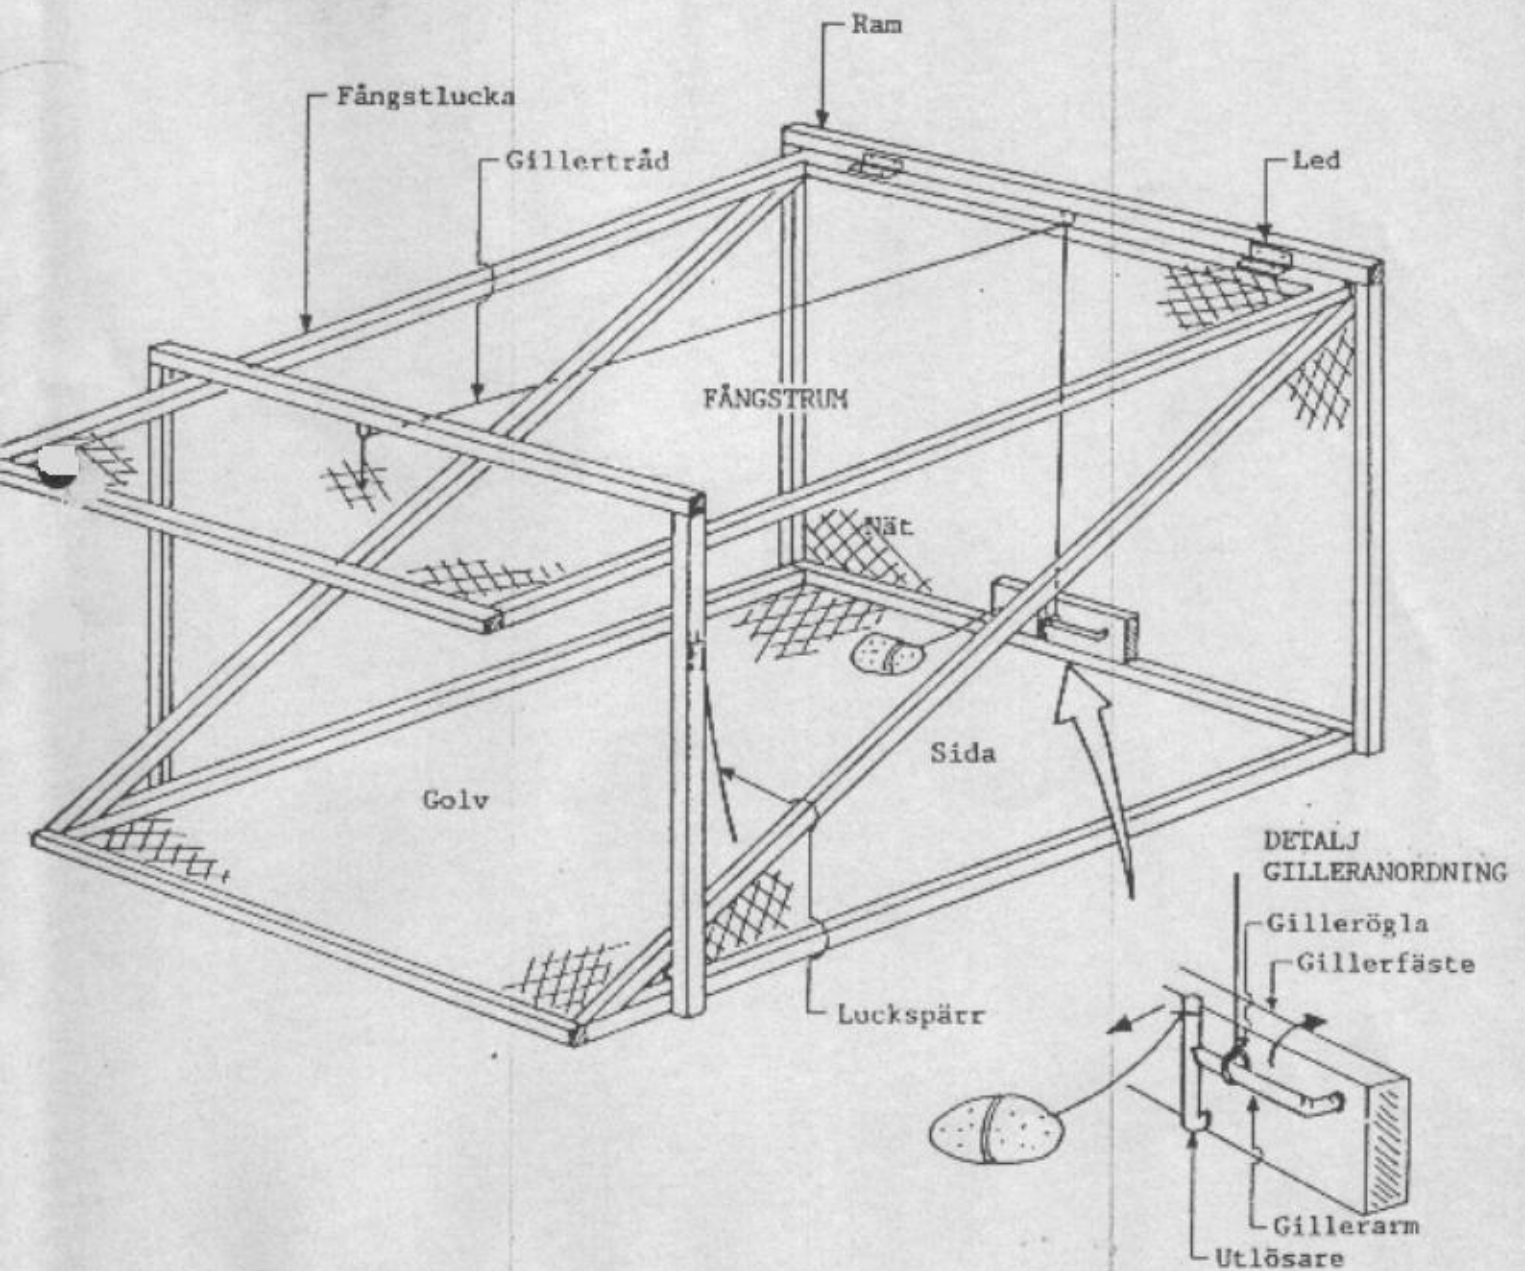 Ram
Fångstlucka
Gillertråd
Led
FÅNGSTRUM
Nät
Sida
Golv
DETALJ
GILLERANORDNING
Gillerögla
Gillerfäste
Luckspärr
Gillerarm
Utlösare